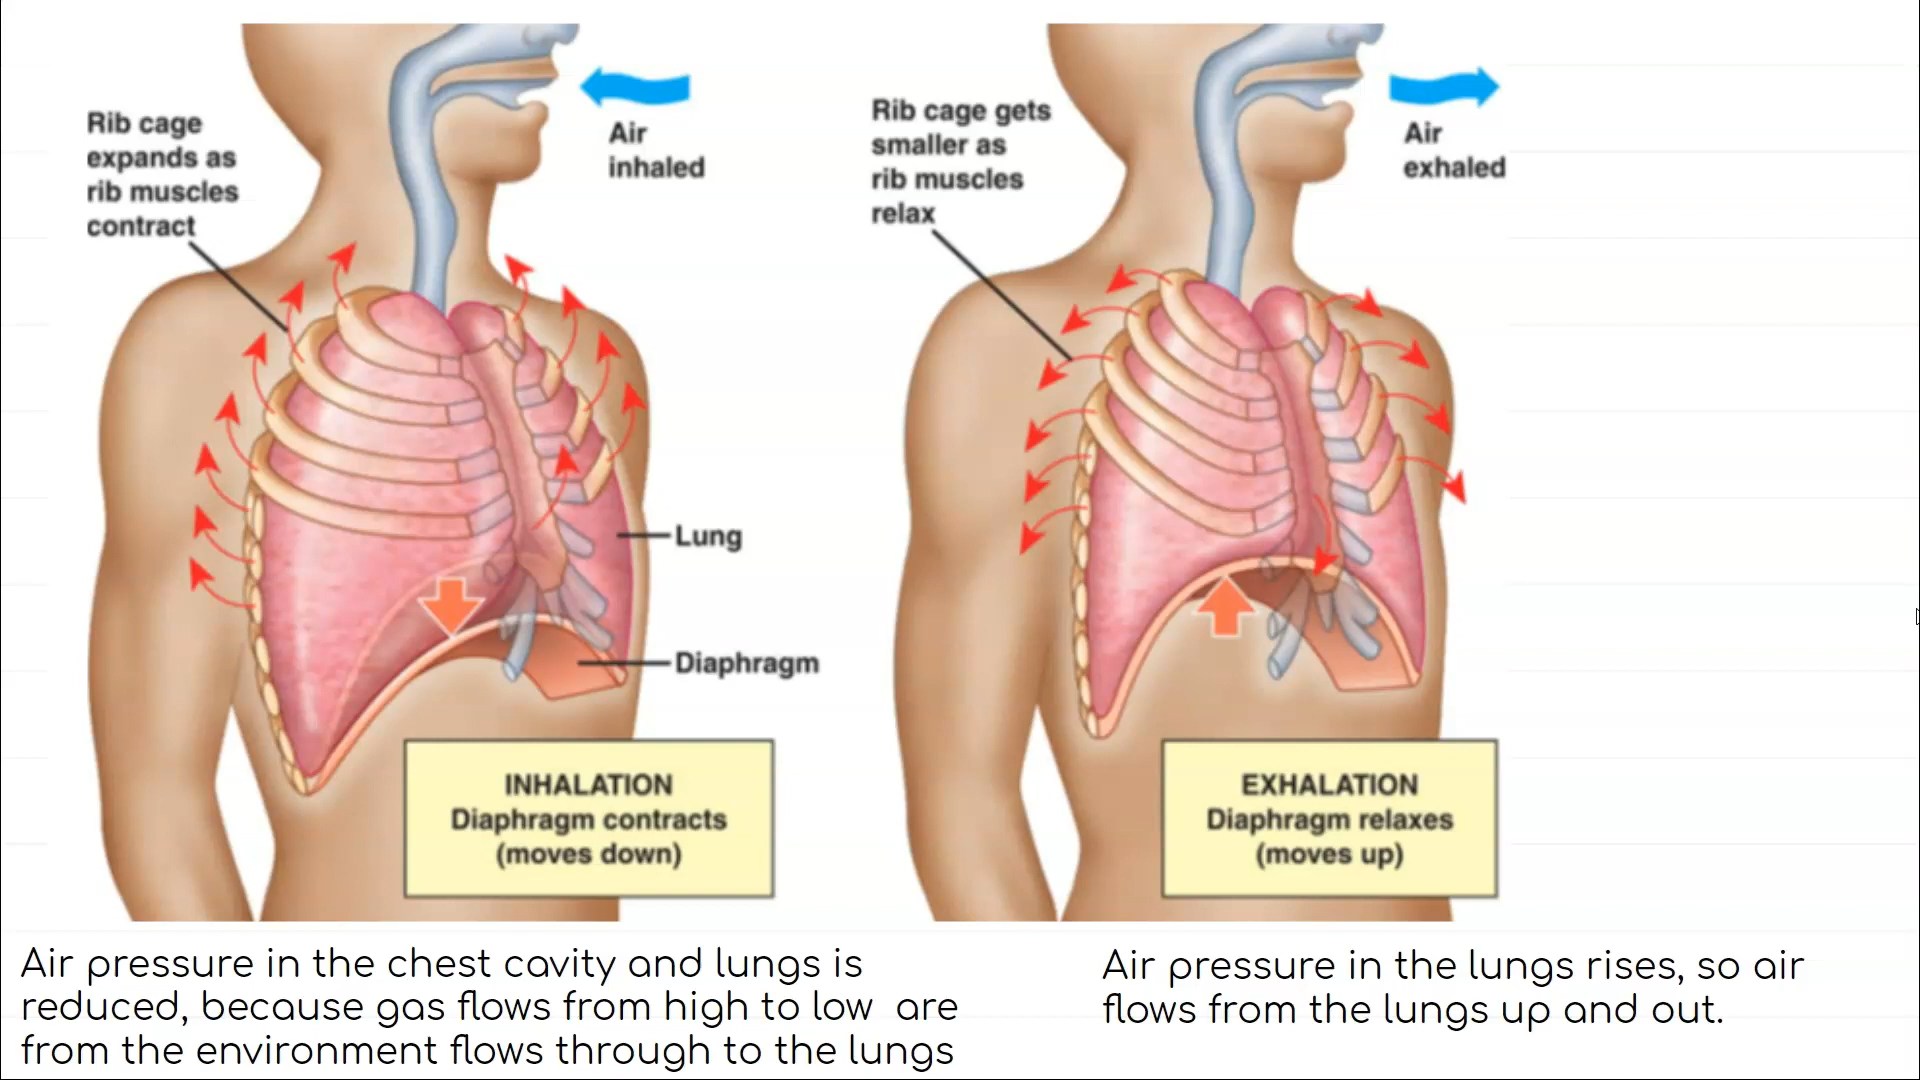 Rib cage
expands as
rib muscles
contract
Air
inhaled
Lung
Diaphragm
INHALATION
Diaphragm contracts
(moves down)
Rib cage gets
smaller as
rib muscles
relax
Air
exhaled
EXHALATION
Diaphragm relaxes
(moves up)
Air pressure in the chest cavity and lungs is
reduced, because gas flows from high to low  are
from the environment flows through to the lungs
Air pressure in the lungs rises, so air
flows from the lungs up and out.